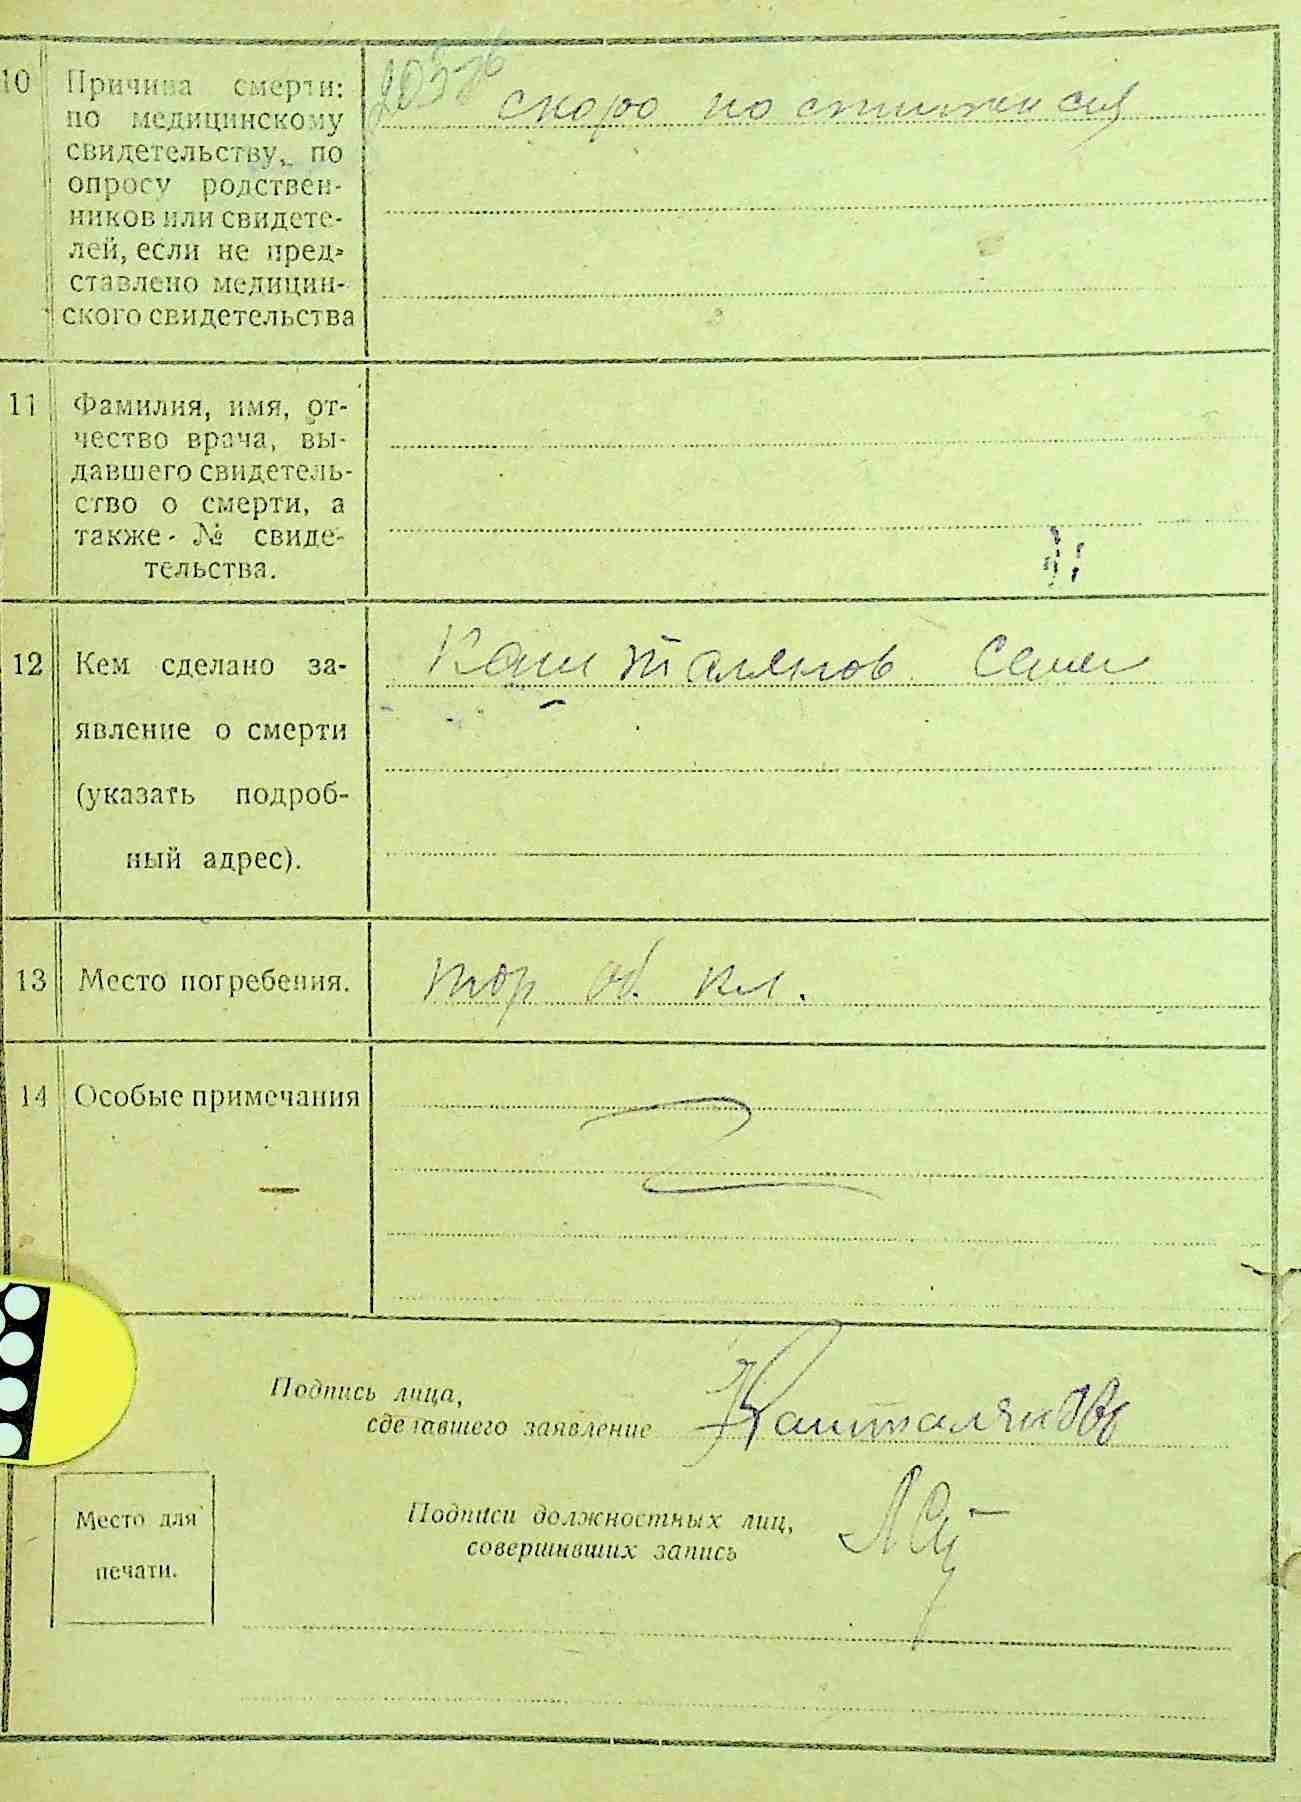 10 Причина смерти:
по медицинскому
свидетельству, по
опросу родствен-
ников или свидете-
лей, если не пред-
ставлено медицин-
ского свидетельства
скоро
11 Фамилия, имя, от-
чество врача, вы-
давшего свидетель-
ство о смерти, а
также № свиде-
тельства.
12 Кем сделано за-
явление о смерти
(указать подроб-
ный адрес).
Каштальянов
13 Место погребения.
об. кл.
14 Особые примечания
Подпись лица,
сделавшего заявление
Место для
печати.
Подписи должностных лиц,
совершивших запись